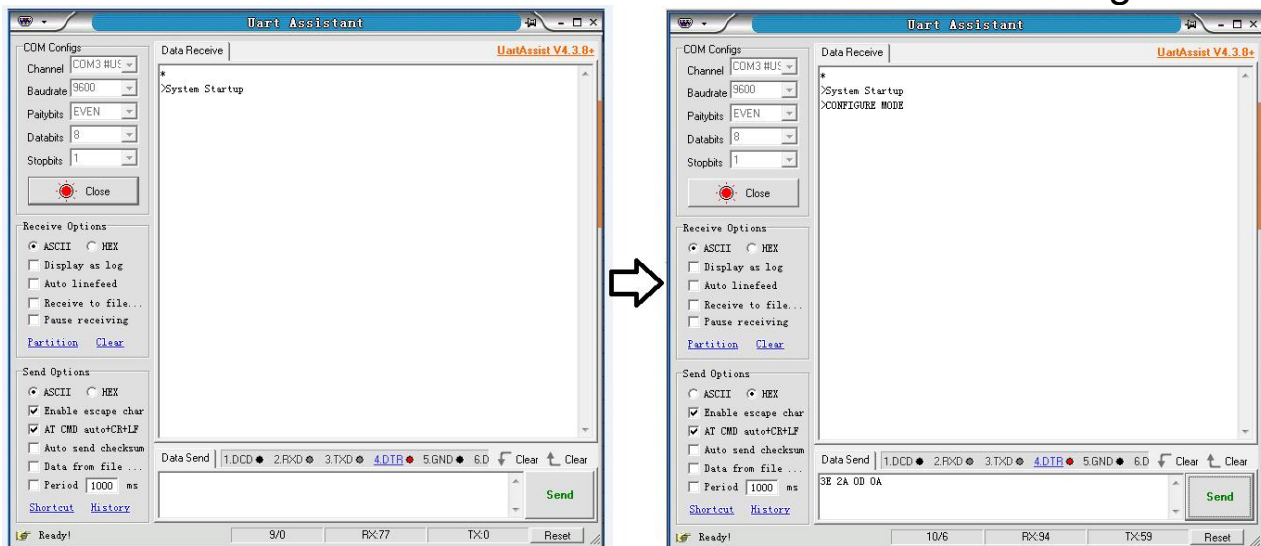 Uart Assistant
COM Configs
Channel COM3 #US
Baudrate 9600
Paitybits EVEN
Databits 8
Stopbits 1
Close
Receive Options
ASCII HEX
Display as log
Auto linefeed
Receive to file...
Pause receiving
Partition Clear
Send Options
ASCII HEX
Enable escape char
AT CMD auto+CR+LF
Auto send checksum
Data from file ...
Period 1000 ms
Shortcut History
Data Receive UartAssist V4.3.8+
*
>System Startup
Data Send 1.DCD 2.RXD 3.TXD 4.DTR 5.GND 6.D Clear Clear
Send
Ready! 9/0 RX:77 TX:0 Reset
Uart Assistant
COM Configs
Channel COM3 #US
Baudrate 9600
Paitybits EVEN
Databits 8
Stopbits 1
Close
Receive Options
ASCII HEX
Display as log
Auto linefeed
Receive to file...
Pause receiving
Partition Clear
Send Options
ASCII HEX
Enable escape char
AT CMD auto+CR+LF
Auto send checksum
Data from file ...
Period 1000 ms
Shortcut History
Data Receive UartAssist V4.3.8+
*
>System Startup
>CONFIGURE MODE
Data Send 1.DCD 2.RXD 3.TXD 4.DTR 5.GND 6.D Clear Clear
3E 2A 0D 0A
Send
Ready! 10/6 RX:94 TX:59 Reset